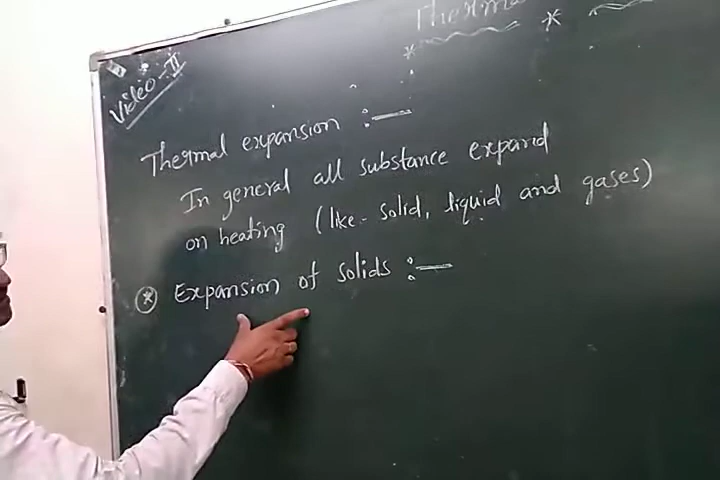 Video-II
* Thermal *
Thermal expansion :-
In general all substance expand
on heating (like- solid, liquid and gases)
* Expansion of solids :-